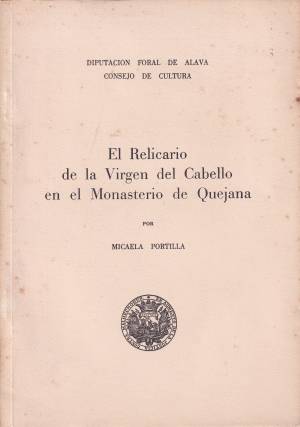 DIPUTACION FORAL DE ALAVA
CONSEJO DE CULTURA
El Relicario
de la Virgen del Cabello
en el Monasterio de Quejana
POR
MICAELA PORTILLA